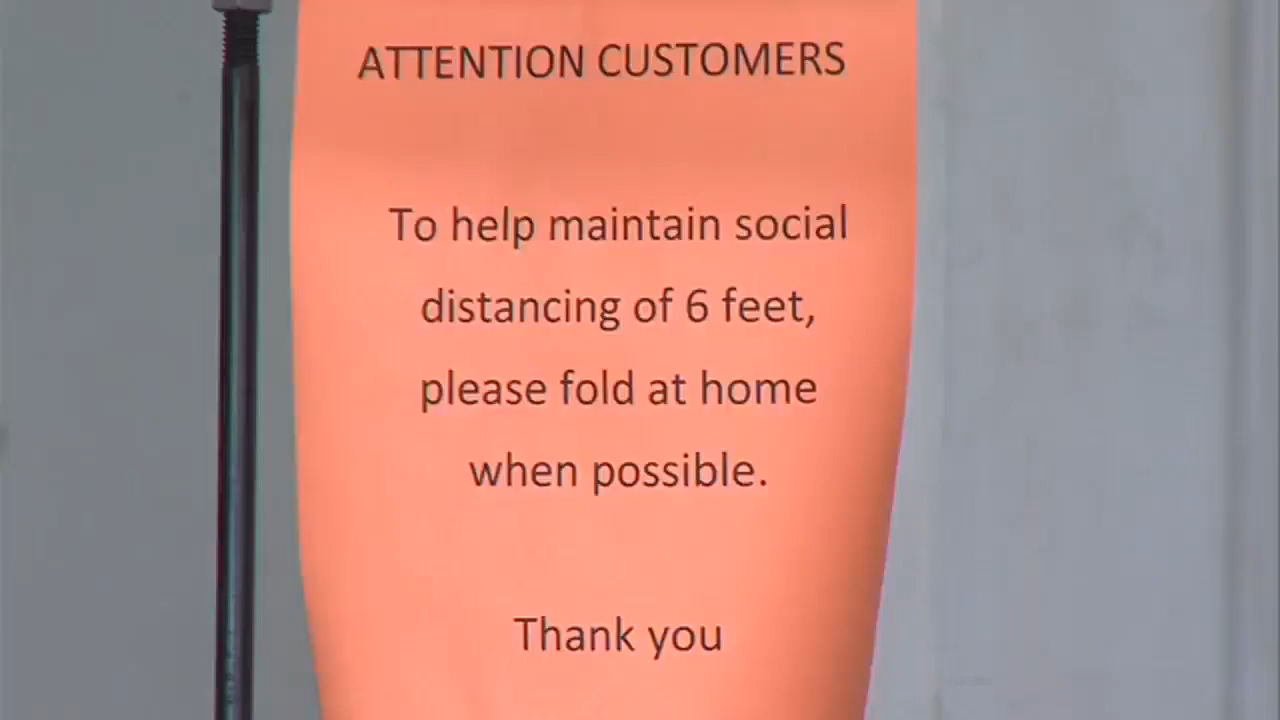 ATTENTION CUSTOMERS
To help maintain social
distancing of 6 feet,
please fold at home
when possible.
Thank you